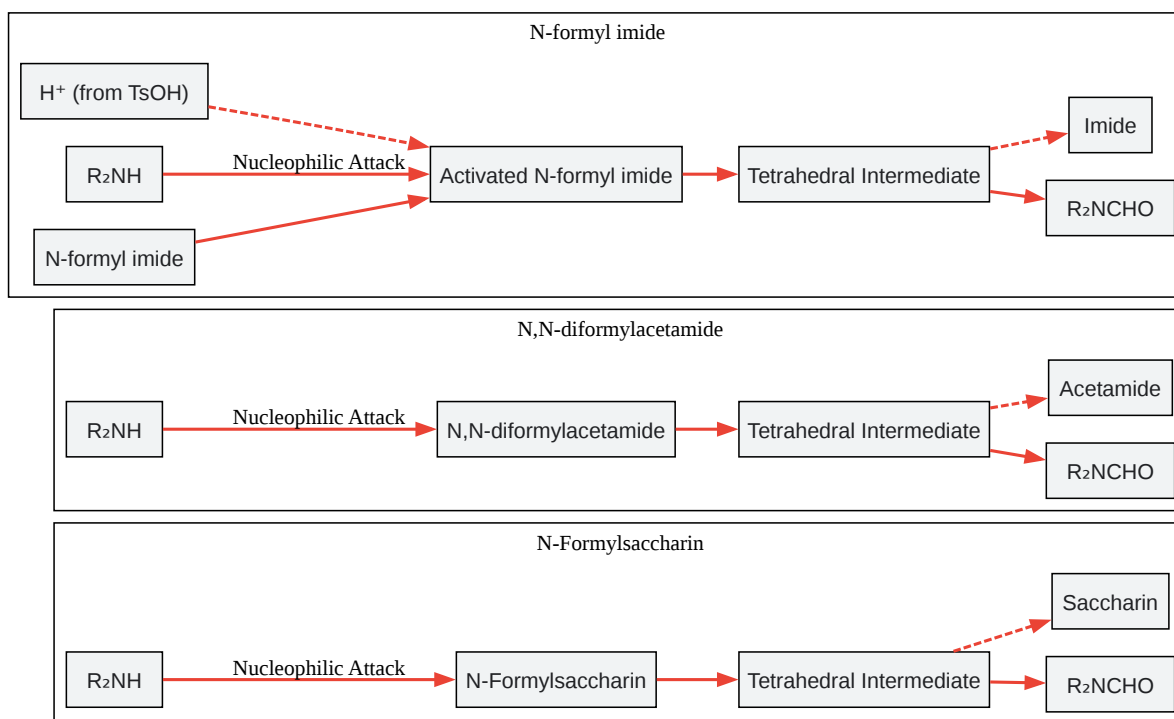 N-formyl imide
H⁺ (from TsOH)
Imide
R₂NH
Nucleophilic Attack
Activated N-formyl imide
Tetrahedral Intermediate
R₂NCHO
N-formyl imide
N,N-diformylacetamide
Acetamide
R₂NH
Nucleophilic Attack
N,N-diformylacetamide
Tetrahedral Intermediate
R₂NCHO
N-Formylsaccharin
Saccharin
R₂NH
Nucleophilic Attack
N-Formylsaccharin
Tetrahedral Intermediate
R₂NCHO